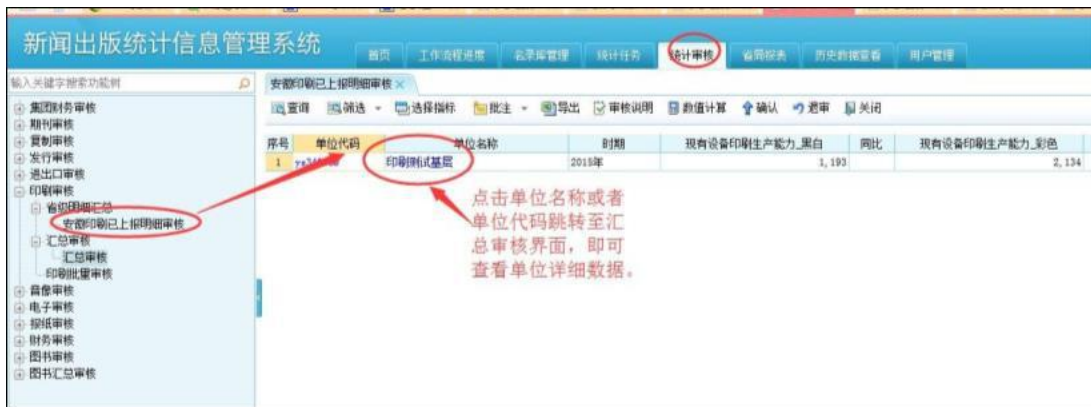 新闻出版统计信息管理系统
首页 工作流程进度 名录库管理 统计任务 统计审核 省局报表 历史数据查看 用户管理
输入关键字搜索功能树
安徽印刷已上报明细审核
查询 筛选 选择指标 批注 导出 审核说明 数值计算 确认 退审 关闭
集团财务审核
期刊审核
复制审核
发行审核
进出口审核
印刷审核
省级明细汇总
安徽印刷已上报明细审核
汇总审核
汇总审核
印刷批量审核
音像审核
电子审核
报纸审核
财务审核
图书审核
图书汇总审核
序号 单位代码 单位名称 时期 现有设备印刷生产能力_黑白 同比 现有设备印刷生产能力_彩色
1 印刷测试基层 2015年 1,193 2,134
点击单位名称或者
单位代码跳转至汇
总审核界面，即可
查看单位详细数据。